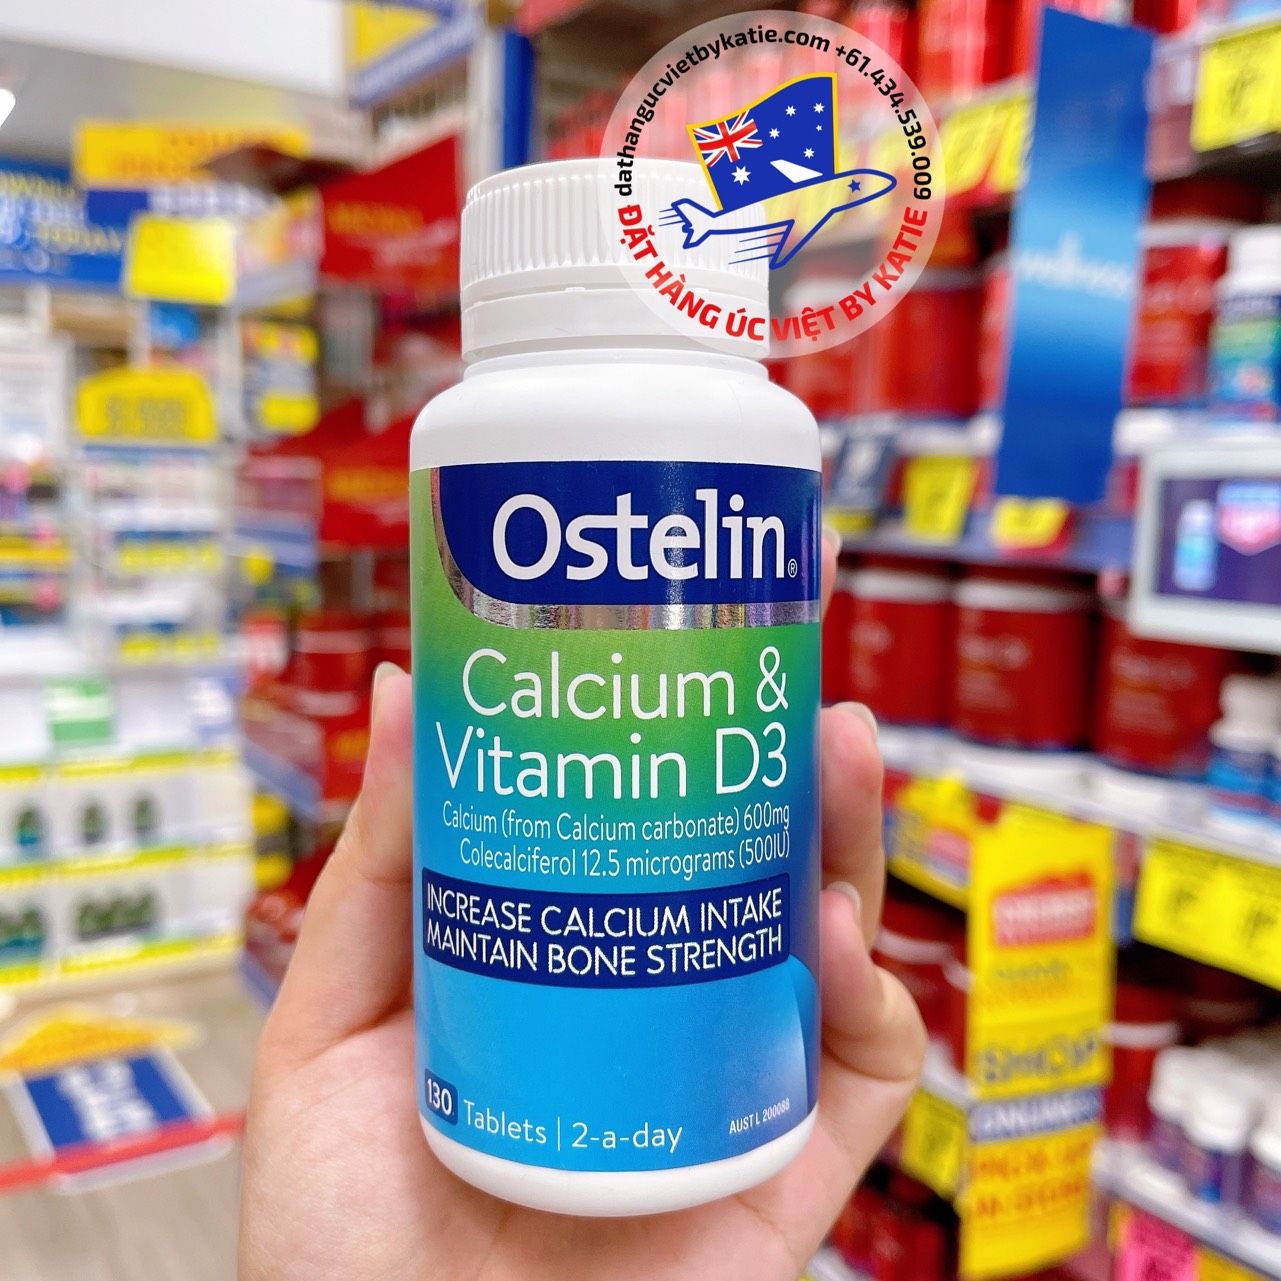 dathangucvietbykatie.com +61.434.539.009
ĐẶT HÀNG ÚC VIỆT BY KATIE
Ostelin®
Calcium &
Vitamin D3
Calcium (from Calcium carbonate) 600mg
Colecalciferol 12.5 micrograms (500IU)
INCREASE CALCIUM INTAKE
MAINTAIN BONE STRENGTH
130 Tablets | 2-a-day
AUST L 200088